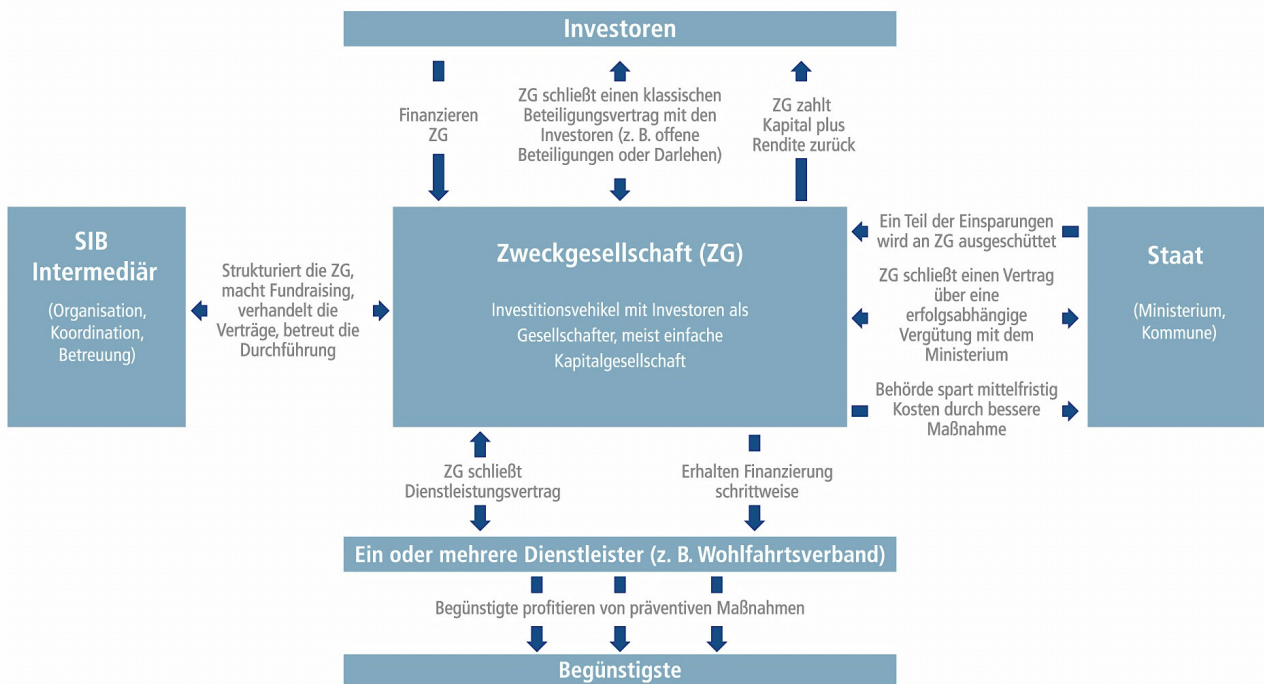 Investoren
Finanzieren
ZG
ZG schließt einen klassischen
Beteiligungsvertrag mit den
Investoren (z. B. offene
Beteiligungen oder Darlehen)
ZG zahlt
Kapital plus
Rendite zurück
SIB
Intermediär
(Organisation,
Koordination,
Betreuung)
Strukturiert die ZG,
macht Fundraising,
verhandelt die
Verträge, betreut die
Durchführung
Zweckgesellschaft (ZG)
Investitionsvehikel mit Investoren als
Gesellschafter, meist einfache
Kapitalgesellschaft
Ein Teil der Einsparungen
wird an ZG ausgeschüttet
ZG schließt einen Vertrag
über eine
erfolgsabhängige
Vergütung mit dem
Ministerium
Behörde spart mittelfristig
Kosten durch bessere
Maßnahme
Staat
(Ministerium,
Kommune)
ZG schließt
Dienstleistungsvertrag
Erhalten Finanzierung
schrittweise
Ein oder mehrere Dienstleister (z. B. Wohlfahrtsverband)
Begünstigte profitieren von präventiven Maßnahmen
Begünstigste